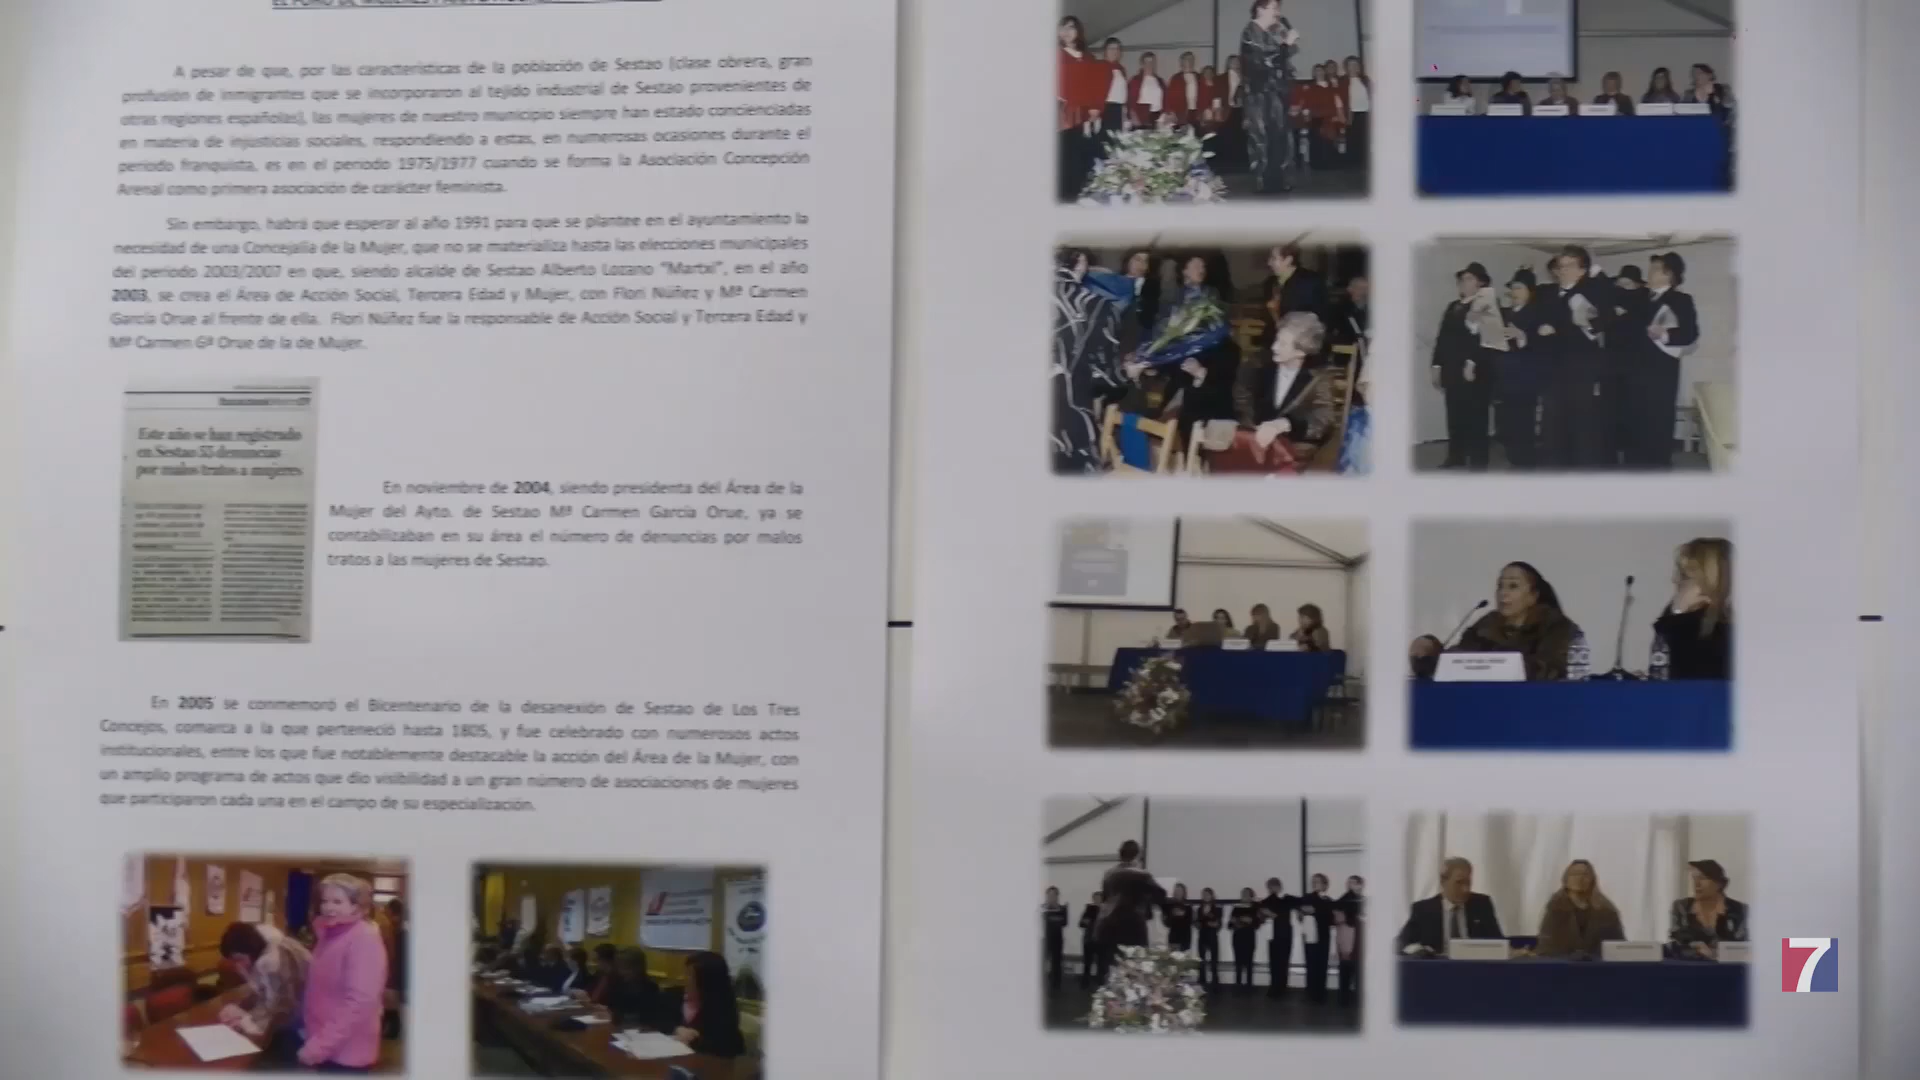 EL FORO DE MUJERES
A pesar de que, por las características de la población de Sestao (clase obrera, gran
profusión de inmigrantes que se incorporaron al tejido industrial de Sestao provenientes de
otras regiones españolas), las mujeres de nuestro municipio siempre han estado concienciadas
en materia de injusticias sociales, respondiendo a estas, en numerosas ocasiones durante el
periodo franquista, es en el periodo 1975/1977 cuando se forma la Asociación Concepción
Arenal como primera asociación de carácter feminista.
Sin embargo, habrá que esperar al año 1991 para que se plantee en el ayuntamiento la
necesidad de una Concejalía de la Mujer, que no se materializa hasta las elecciones municipales
del periodo 2003/2007 en que, siendo alcalde de Sestao Alberto Lozano "Martxi", en el año
2003, se crea el Área de Acción Social, Tercera Edad y Mujer, con Flori Núñez y Mª Carmen
García Orue al frente de ella. Flori Núñez fue la responsable de Acción Social y Tercera Edad y
Mª Carmen Gª Orue de la de Mujer.
Este año se han registrado
en Sestao 53 denuncias
por malos tratos a mujeres
En noviembre de 2004, siendo presidenta del Área de la
Mujer del Ayto. de Sestao Mª Carmen García Orue, ya se
contabilizaban en su área el número de denuncias por malos
tratos a las mujeres de Sestao.
En 2005 se conmemoró el Bicentenario de la desanexión de Sestao de Los Tres
Concejos, comarca a la que perteneció hasta 1805, y fue celebrado con numerosos actos
institucionales, entre los que fue notablemente destacable la acción del Área de la Mujer, con
un amplio programa de actos que dio visibilidad a un gran número de asociaciones de mujeres
que participaron cada una en el campo de su especialización.
7